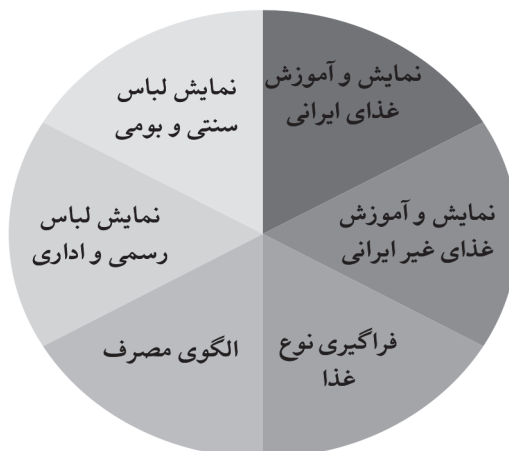 نمایش و آموزش
غذای ایرانی
نمایش لباس
سنتی و بومی
نمایش و آموزش
غذای غیر ایرانی
نمایش لباس
رسمی و اداری
فراگیری نوع
غذا
الگوی مصرف